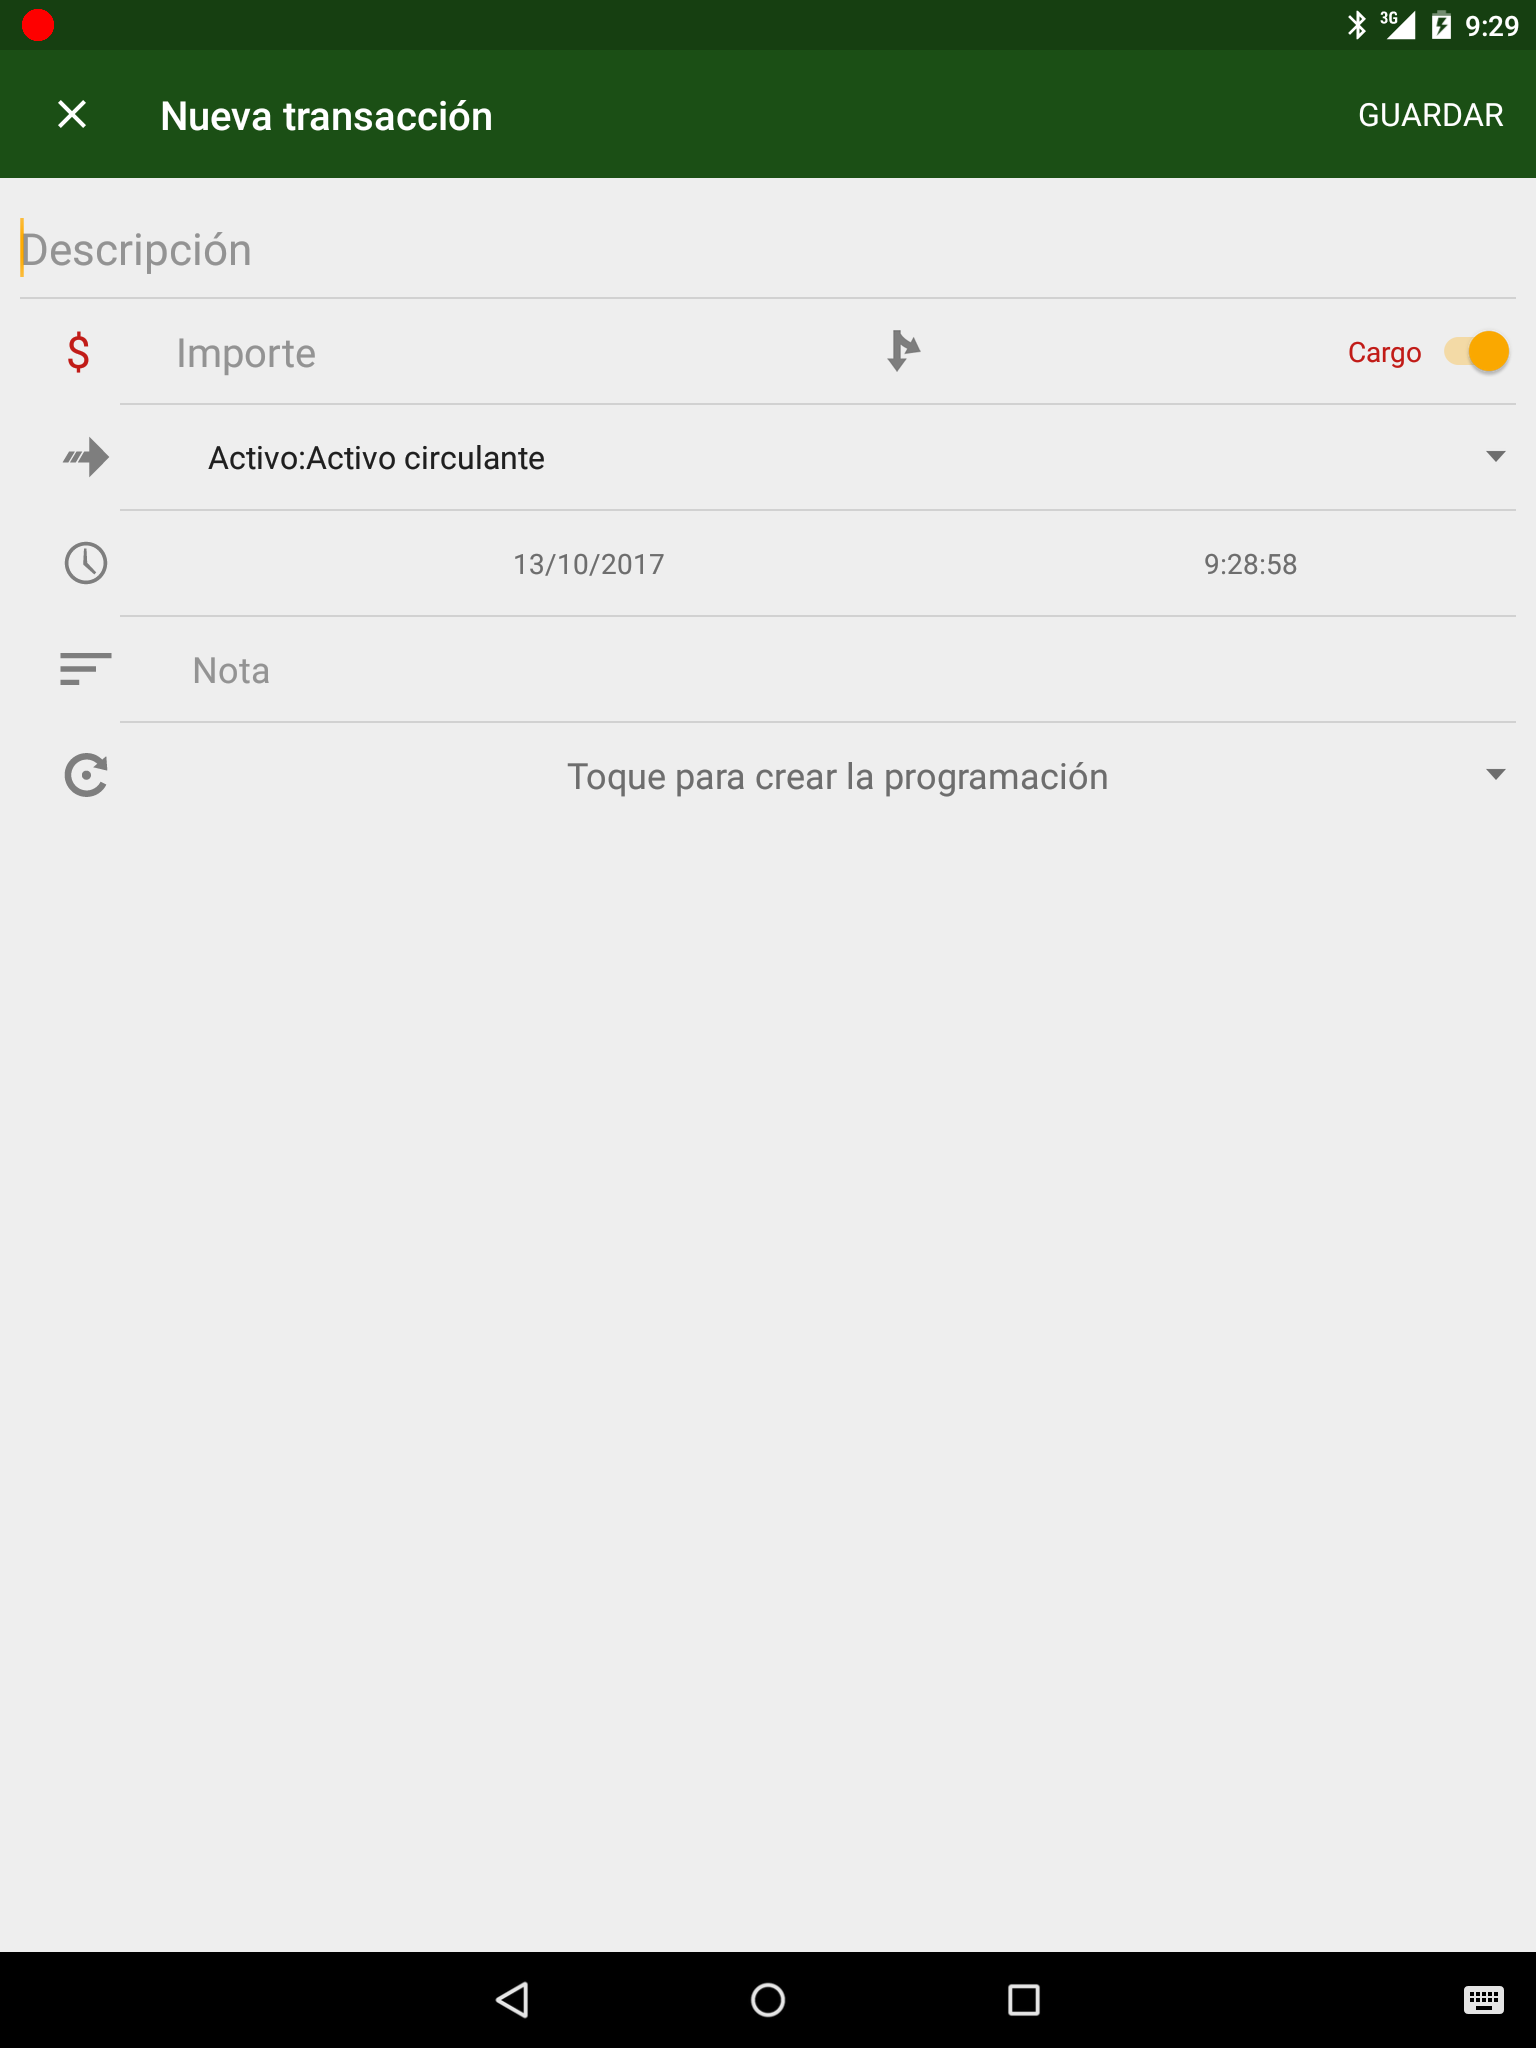 3G 9:29
Nueva transacción GUARDAR
Descripción
$ Importe Cargo
Activo:Activo circulante
13/10/2017 9:28:58
Nota
Toque para crear la programación